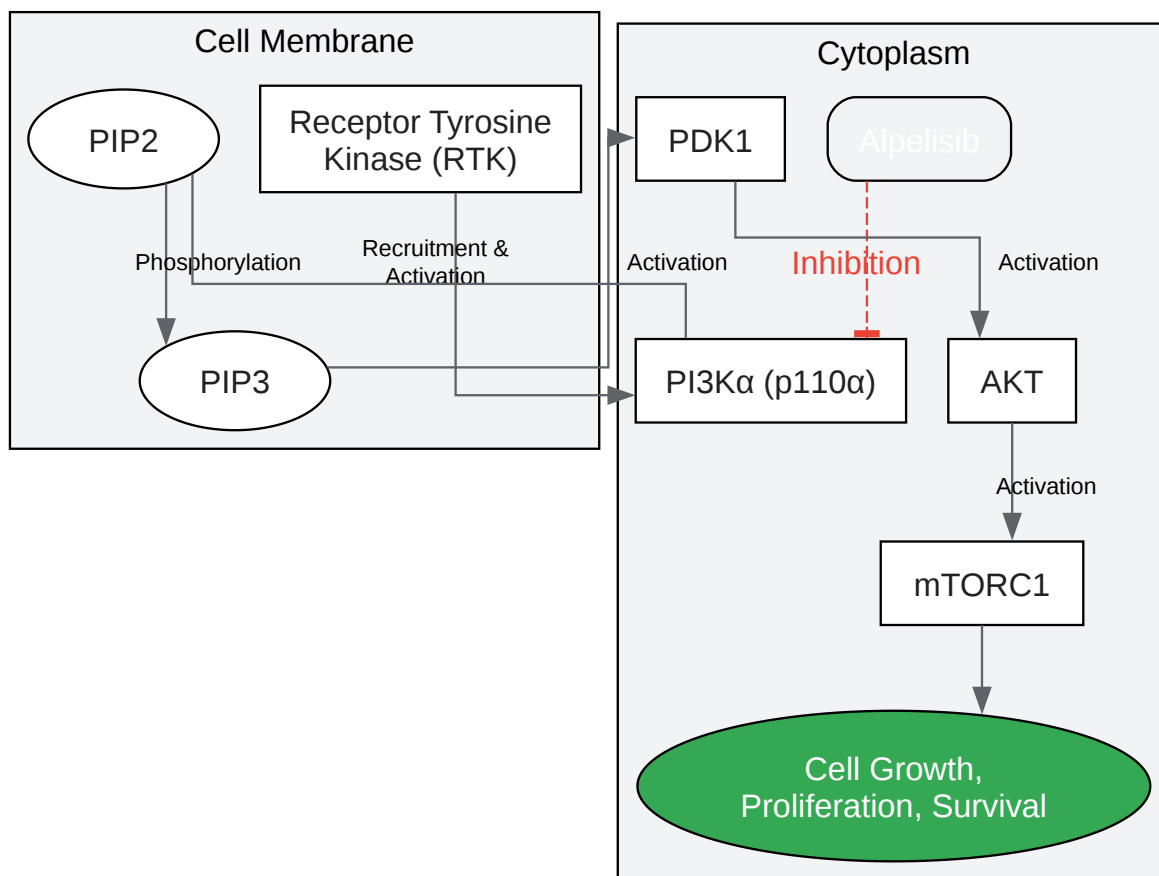 Cell Membrane
Cytoplasm
PIP2
Receptor Tyrosine
Kinase (RTK)
PDK1
Alpelisib
Phosphorylation
Recruitment &
Activation
Activation
Inhibition
Activation
PIP3
PI3Kα (p110α)
AKT
Activation
mTORC1
Cell Growth,
Proliferation, Survival